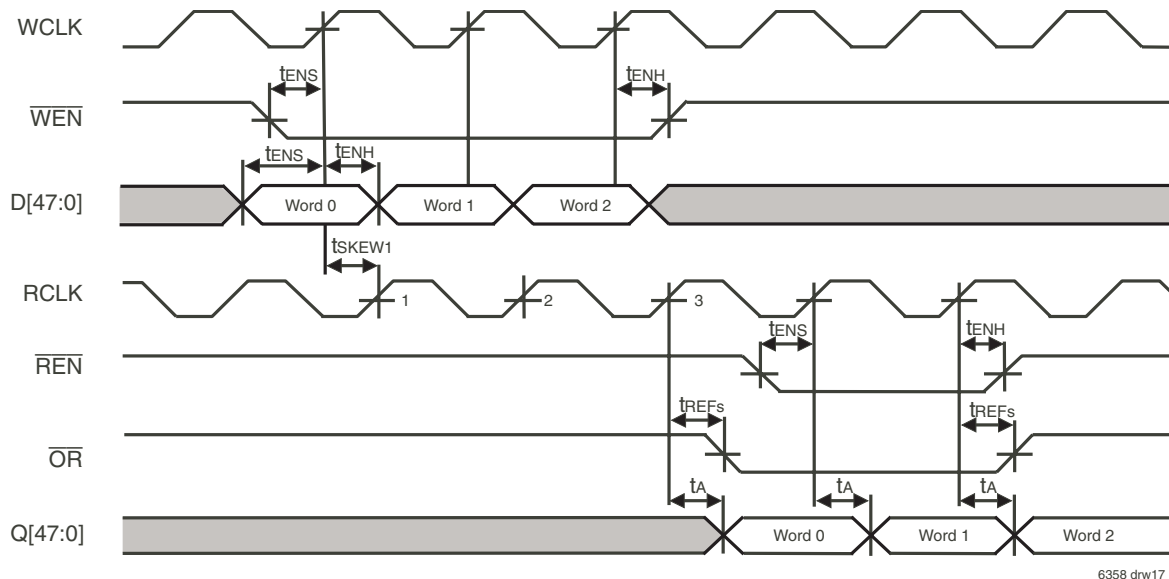 WCLK
tENS
tENH
WEN
tENS
tENH
D[47:0]
Word 0
Word 1
Word 2
tSKEW1
RCLK
1
2
3
tENS
tENH
REN
tREFs
tREFs
OR
tA
tA
tA
Q[47:0]
Word 0
Word 1
Word 2
6358 drw17